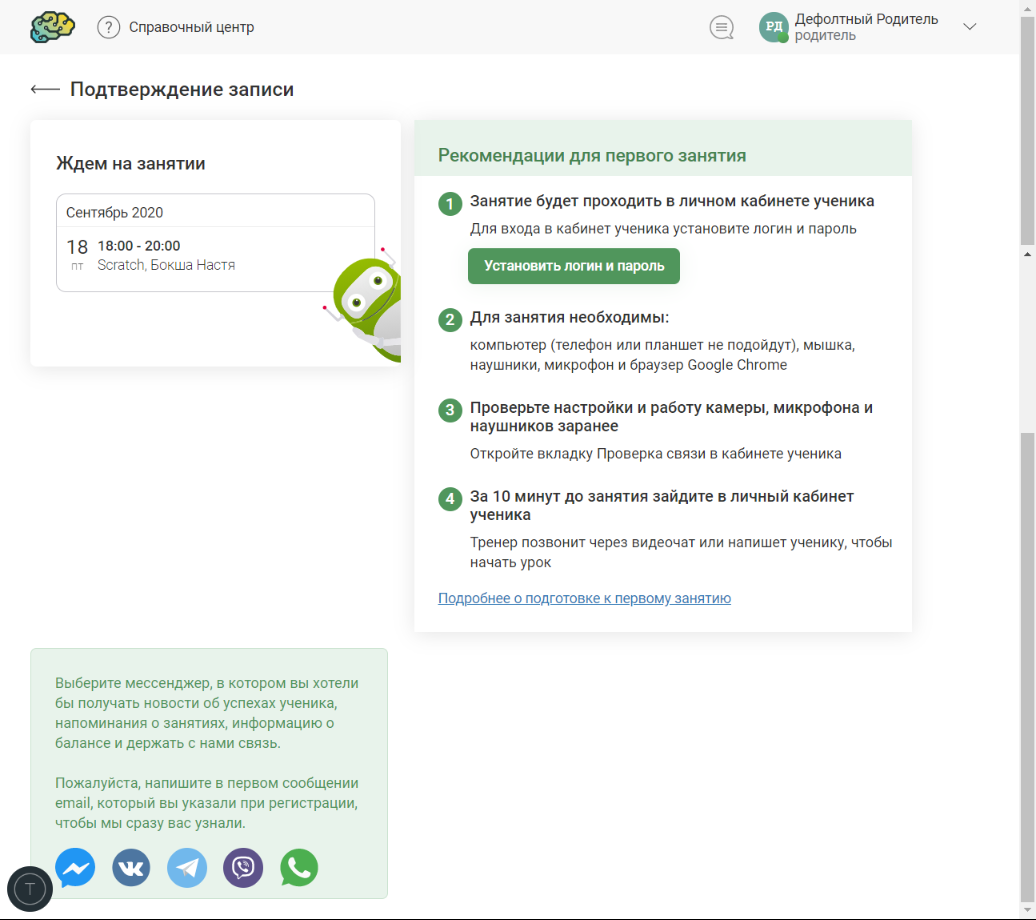 ? Справочный центр
РД
Дефолтный Родитель
родитель
Подтверждение записи
Ждем на занятии
Сентябрь 2020
18 18:00 - 20:00
пт Scratch, Бокша Настя
Рекомендации для первого занятия
1 Занятие будет проходить в личном кабинете ученика
Для входа в кабинет ученика установите логин и пароль
Установить логин и пароль
2 Для занятия необходимы:
компьютер (телефон или планшет не подойдут), мышка,
наушники, микрофон и браузер Google Chrome
3 Проверьте настройки и работу камеры, микрофона и
наушников заранее
Откройте вкладку Проверка связи в кабинете ученика
4 За 10 минут до занятия зайдите в личный кабинет
ученика
Тренер позвонит через видеочат или напишет ученику, чтобы
начать урок
Подробнее о подготовке к первому занятию
Выберите мессенджер, в котором вы хотели
бы получать новости об успехах ученика,
напоминания о занятиях, информацию о
балансе и держать с нами связь.
Пожалуйста, напишите в первом сообщении
email, который вы указали при регистрации,
чтобы мы сразу вас узнали.
T